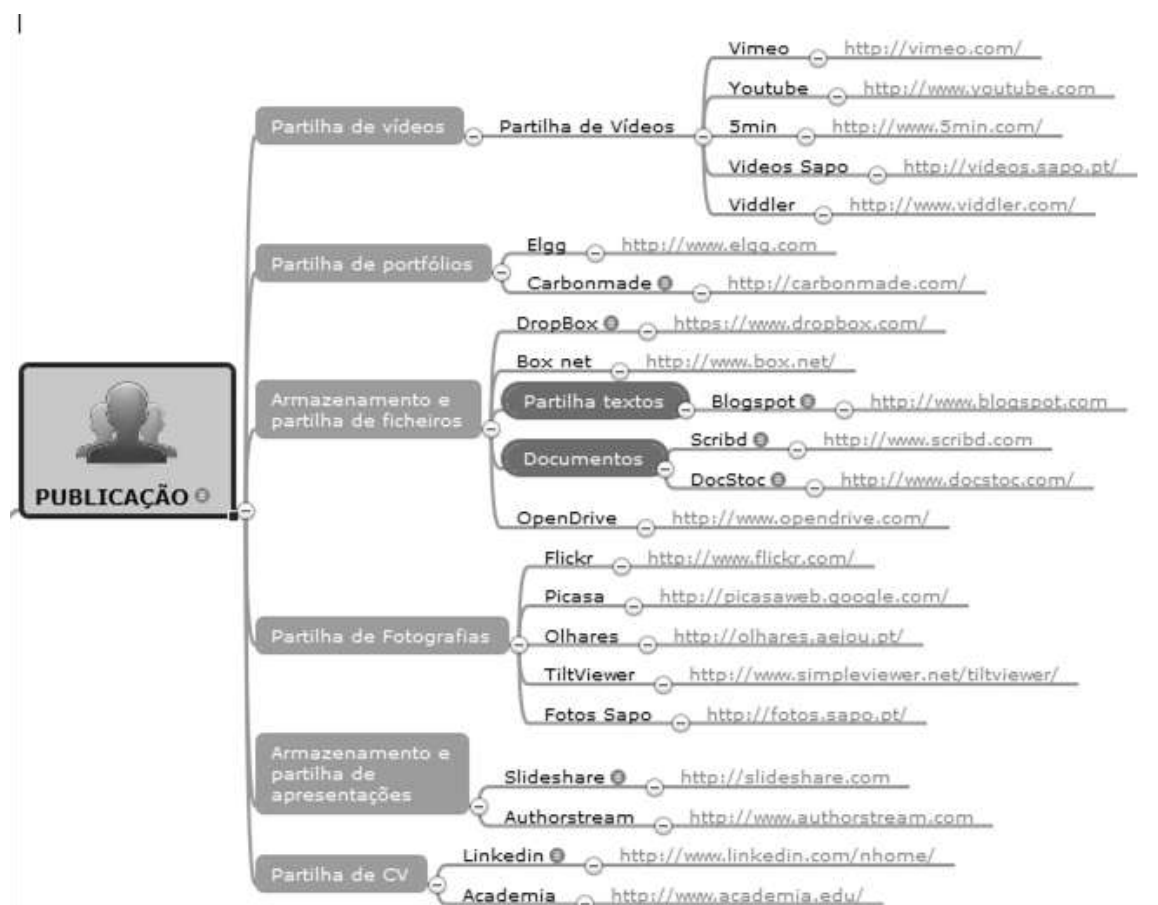 Vimeo http://vimeo.com/
Youtube http://www.youtube.com
Partilha de vídeos Partilha de Vídeos 5min http://www.5min.com/
Videos Sapo http://videos.sapo.pt/
Viddler http://www.viddler.com/
Partilha de portfólios
Elgg http://www.elgg.com
Carbonmade http://carbonmade.com/
Armazenamento e
partilha de ficheiros
DropBox https://www.dropbox.com/
Box net http://www.box.net/
Partilha textos Blogspot http://www.blogspot.com
Documentos
Scribd http://www.scribd.com
DocStoc http://www.docstoc.com/
OpenDrive http://www.opendrive.com/
PUBLICAÇÃO
Partilha de Fotografias
Flickr http://www.flickr.com/
Picasa http://picasaweb.google.com/
Olhares http://olhares.aeiou.pt/
TiltViewer http://www.simpleviewer.net/tiltviewer/
Fotos Sapo http://fotos.sapo.pt/
Armazenamento e
partilha de
apresentações
Slideshare http://slideshare.com
Authorstream http://www.authorstream.com
Partilha de CV
Linkedin http://www.linkedin.com/nhome/
Academia http://www.academia.edu/